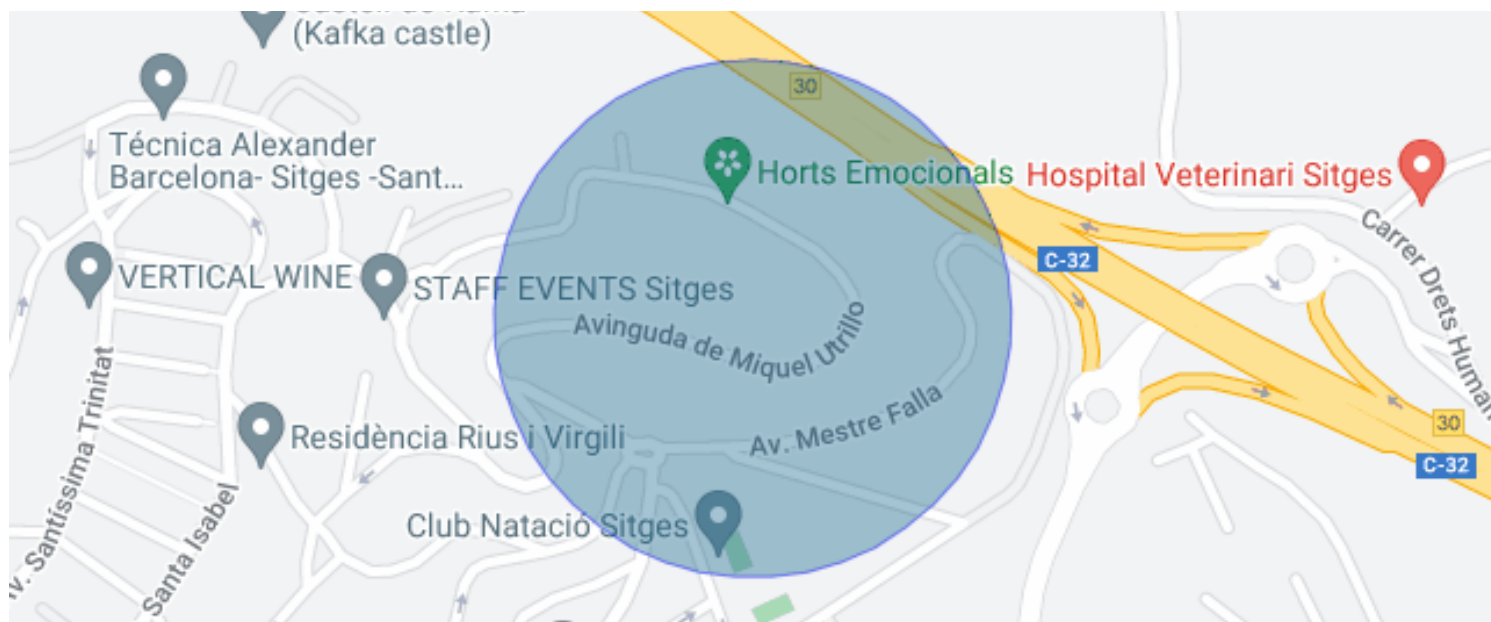 (Kafka castle)
30
Técnica Alexander
Barcelona- Sitges -Sant...
Horts Emocionals
Hospital Veterinari Sitges
Carrer Drets Human
C-32
VERTICAL WINE
STAFF EVENTS Sitges
Avinguda de Miquel Utrillo
Av. Mestre Falla
Residència Rius i Virgili
30
C-32
Club Natació Sitges
Av. Santíssima Trinitat
Santa Isabel